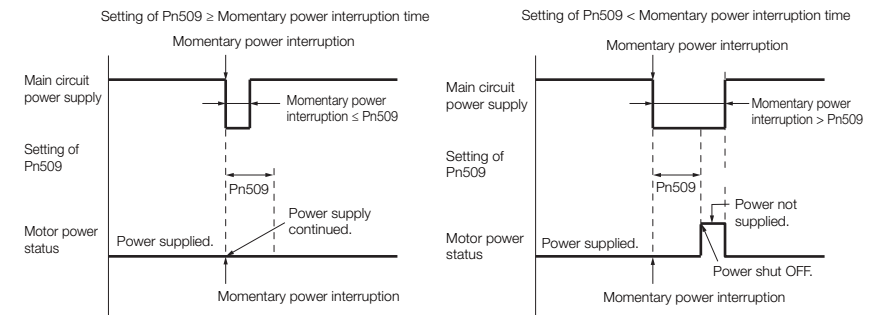 Setting of Pn509 ≥ Momentary power interruption time
Momentary power interruption
Main circuit
power supply
Momentary power
interruption ≤ Pn509
Setting of
Pn509
Pn509
Motor power
status
Power supplied.
Power supply
continued.
Momentary power interruption
Setting of Pn509 < Momentary power interruption time
Momentary power interruption
Main circuit
power supply
Momentary power
interruption > Pn509
Setting of
Pn509
Pn509
Motor power
status
Power supplied.
Power not
supplied.
Power shut OFF.
Momentary power interruption